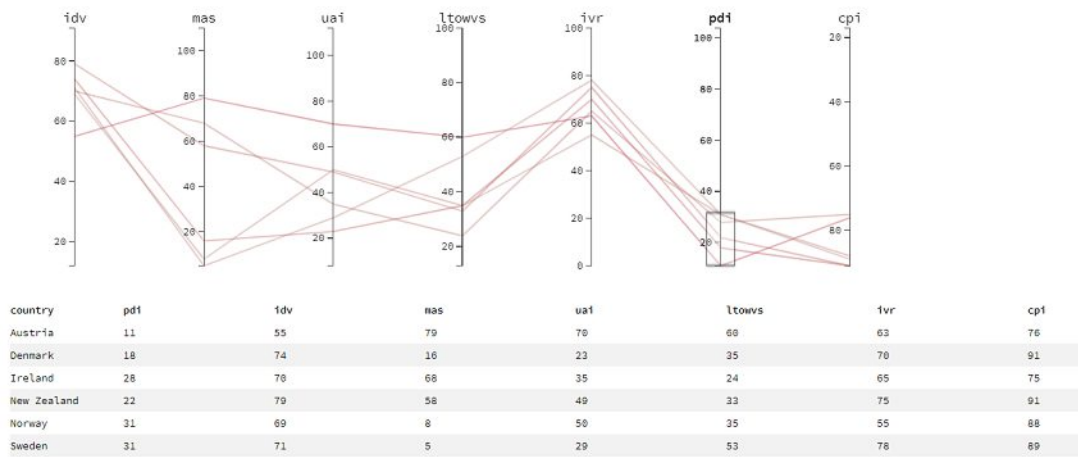 idv mas uai ltowvs ivr pdi cpi
80 60 40 20
100 80 60 40 20
100 80 60 40 20
100 80 60 40 20
100 80 60 40 20 0
100 80 60 40 20
20 40 60 80
country pdi idv mas uai ltowvs ivr cpi
Austria 11 55 79 70 60 63 76
Denmark 18 74 16 23 35 70 91
Ireland 28 70 68 35 24 65 75
New Zealand 22 79 58 49 33 75 91
Norway 31 69 8 50 35 55 88
Sweden 31 71 5 29 53 78 89